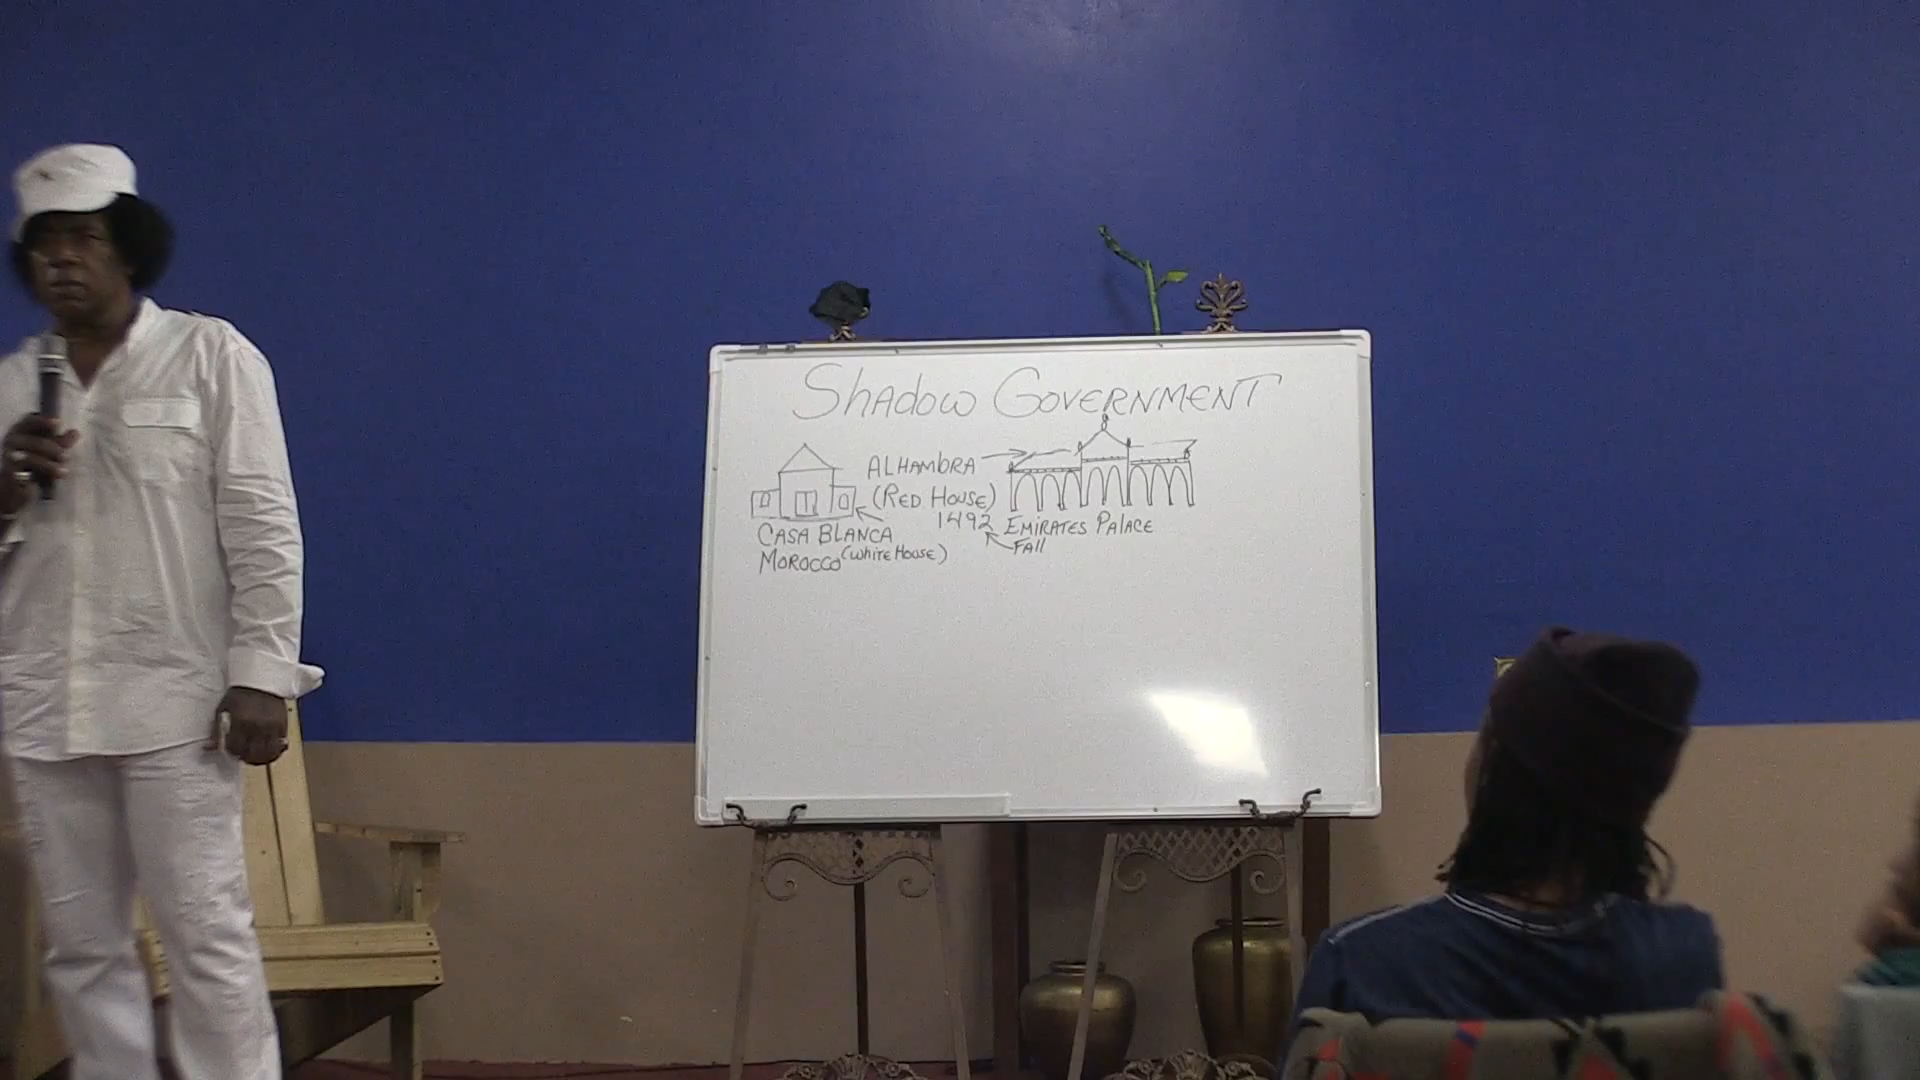 Shadow Government
Alhambra
(Red House)
1492
Casa Blanca
Morocco (White House)
Emirates Palace
Fall